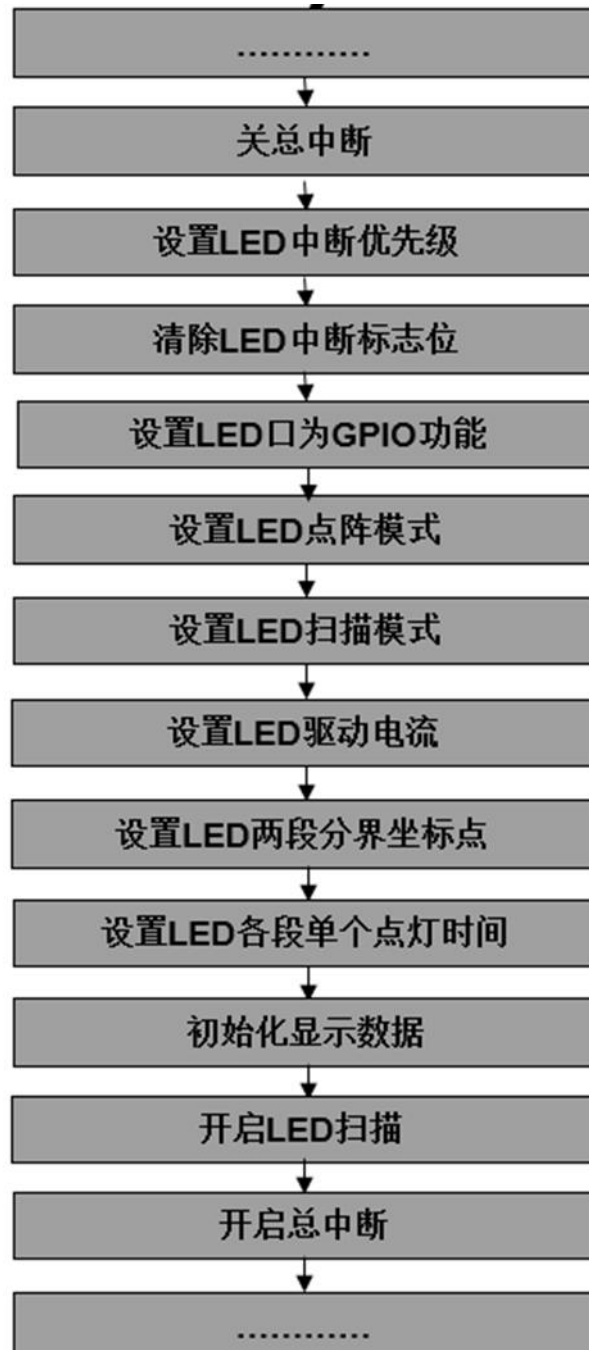 ............
关总中断
设置LED中断优先级
清除LED中断标志位
设置LED口为GPIO功能
设置LED点阵模式
设置LED扫描模式
设置LED驱动电流
设置LED两段分界坐标点
设置LED各段单个点灯时间
初始化显示数据
开启LED扫描
开启总中断
............